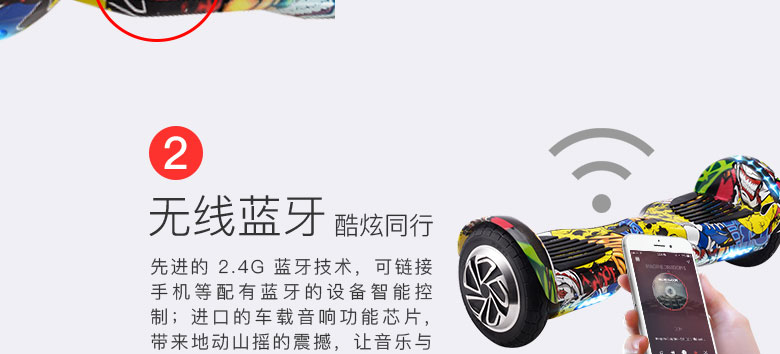 2
无线蓝牙 酷炫同行
先进的 2.4G 蓝牙技术，可链接
手机等配有蓝牙的设备智能控
制；进口的车载音响功能芯片，
带来地动山摇的震撼，让音乐与